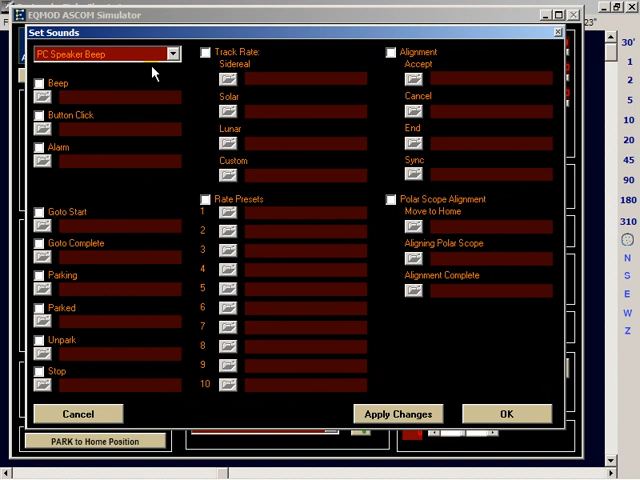 EQMOD ASCOM Simulator
Set Sounds
PC Speaker Beep
Beep
Button Click
Alarm
Goto Start
Goto Complete
Parking
Parked
Unpark
Stop
Track Rate:
Sidereal
Solar
Lunar
Custom
Rate Presets
1
2
3
4
5
6
7
8
9
10
Alignment
Accept
Cancel
End
Sync
Polar Scope Alignment
Move to Home
Aligning Polar Scope
Alignment Complete
Cancel
Apply Changes
OK
PARK to Home Position
23"
30'
1
2
5
10
20
45
90
180
310
N
S
E
W
Z